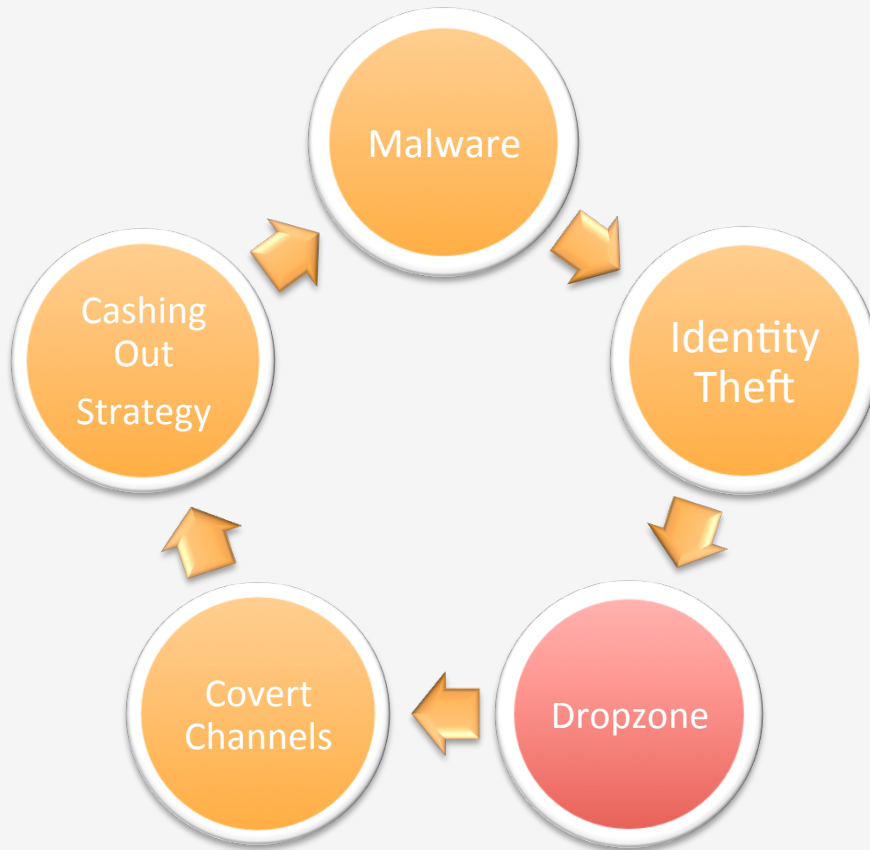 Malware
Identity
Theft
Dropzone
Covert
Channels
Cashing
Out
Strategy